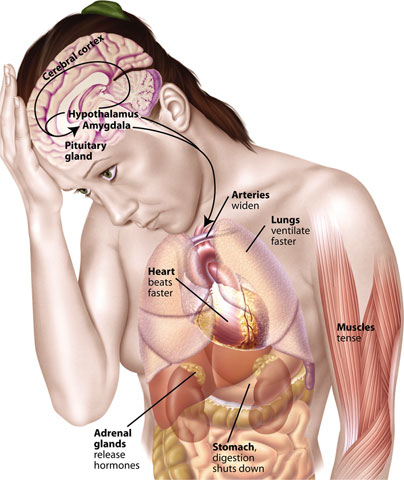 Cerebral cortex
Hypothalamus
Amygdala
Pituitary
gland
Arteries
widen
Lungs
ventilate
faster
Heart
beats
faster
Muscles
tense
Adrenal
glands
release
hormones
Stomach,
digestion
shuts down